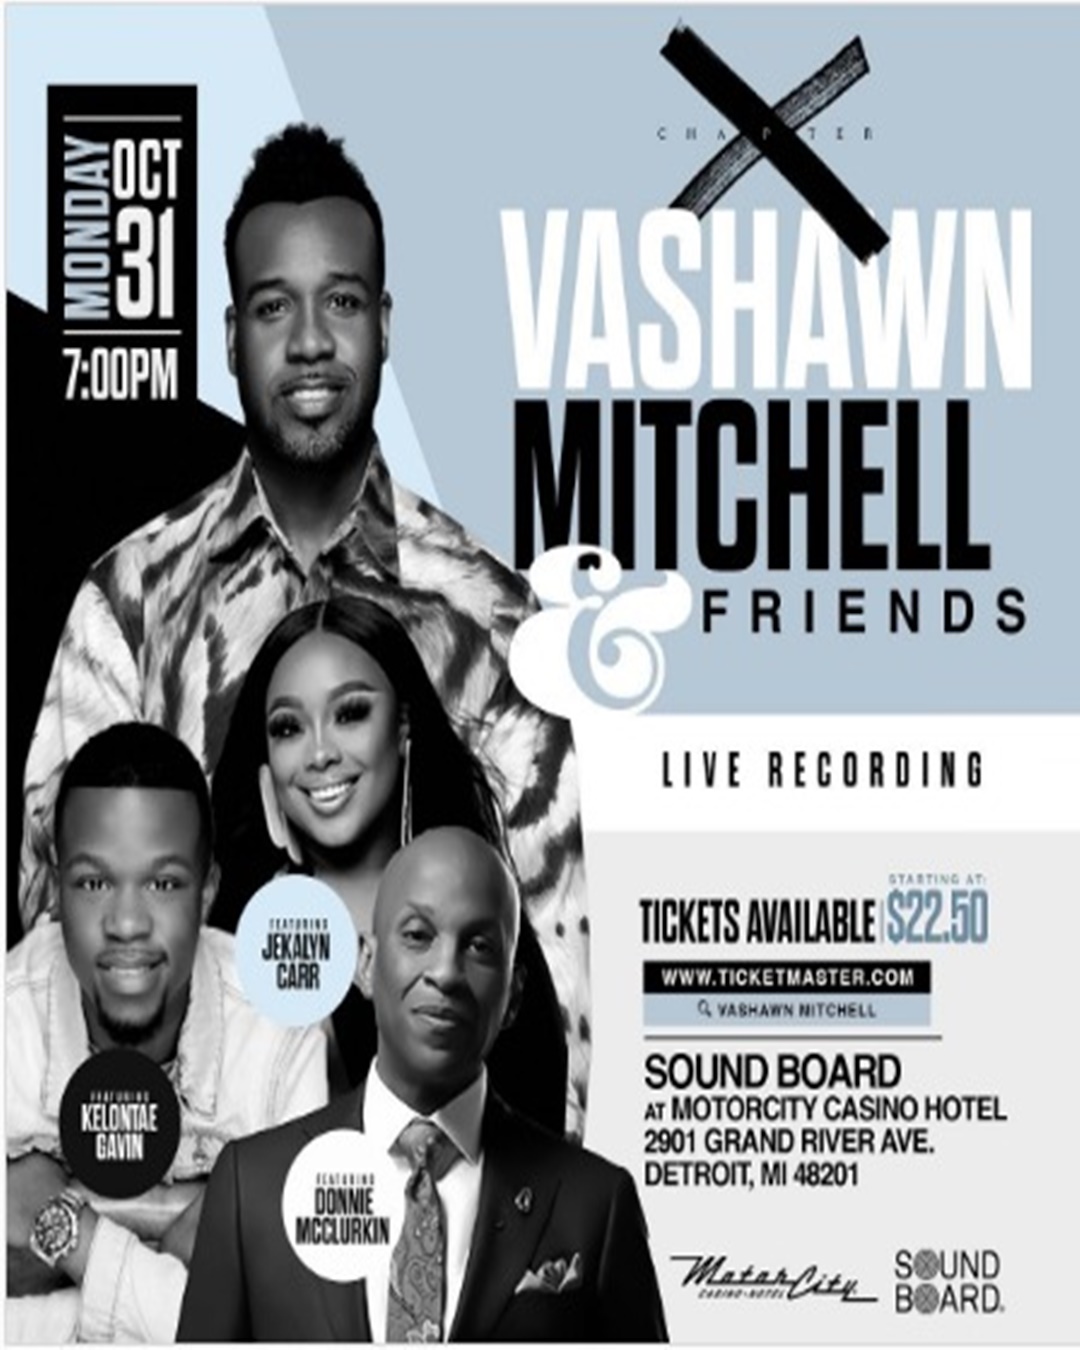 MONDAY
OCT
31
7:00PM
CHAPTER
VASHAWN
MITCHELL
& FRIENDS
LIVE RECORDING
STARTING AT:
TICKETS AVAILABLE | $22.50
WWW.TICKETMASTER.COM
VASHAWN MITCHELL
SOUND BOARD
AT MOTORCITY CASINO HOTEL
2901 GRAND RIVER AVE.
DETROIT, MI 48201
FEATURING
JEKALYN
CARR
FEATURING
KELONTAE
GAVIN
FEATURING
DONNIE
MCCLURKIN
MotorCity
CASINO·HOTEL
SOUND
BOARD.